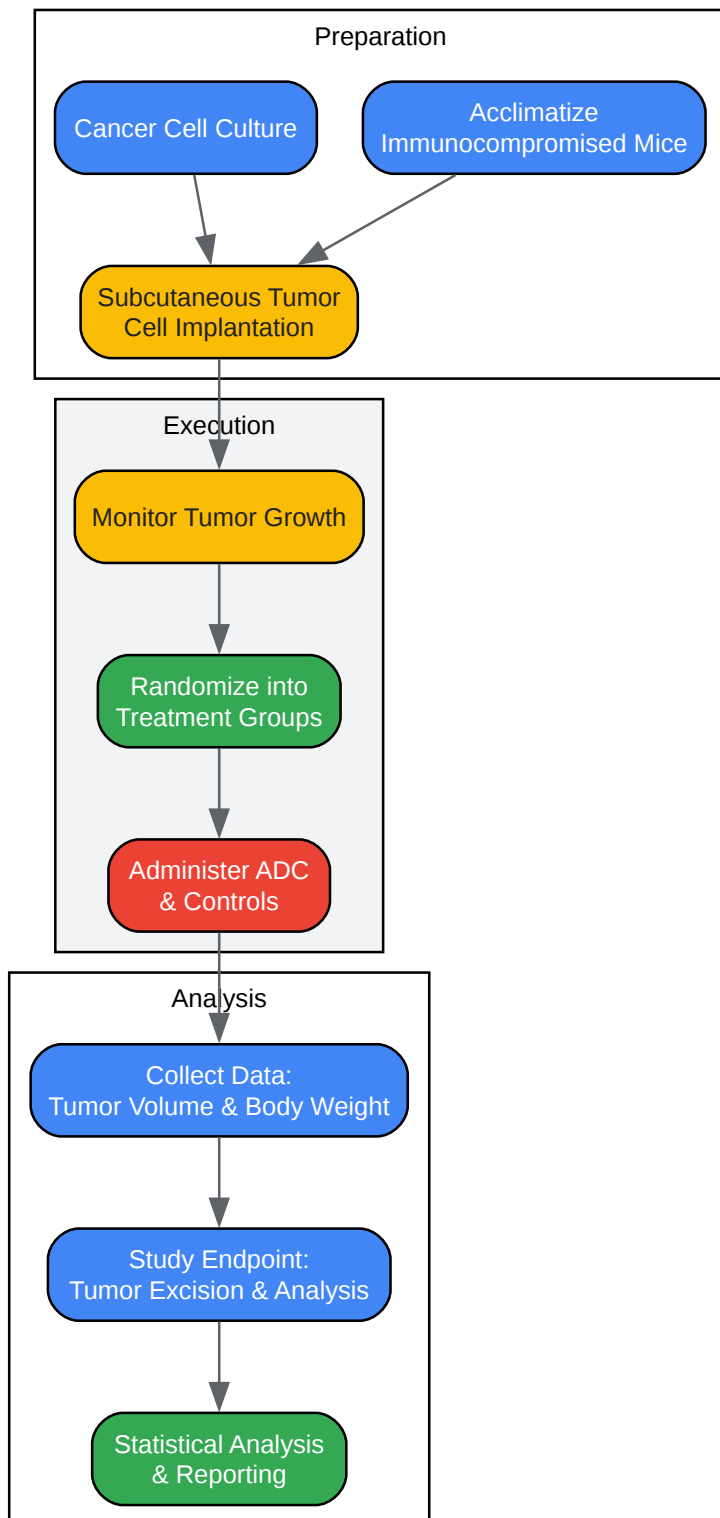 Preparation
Cancer Cell Culture
Acclimatize
Immunocompromised Mice
Subcutaneous Tumor
Cell Implantation
Execution
Monitor Tumor Growth
Randomize into
Treatment Groups
Administer ADC
& Controls
Analysis
Collect Data:
Tumor Volume & Body Weight
Study Endpoint:
Tumor Excision & Analysis
Statistical Analysis
& Reporting